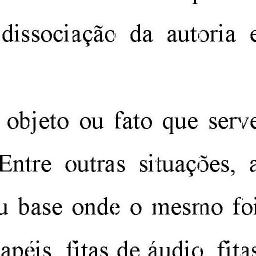 dissociação da autoria e
objeto ou fato que serve
Entre outras situações, a
u base onde o mesmo foi
apéis, fitas de áudio, fitas